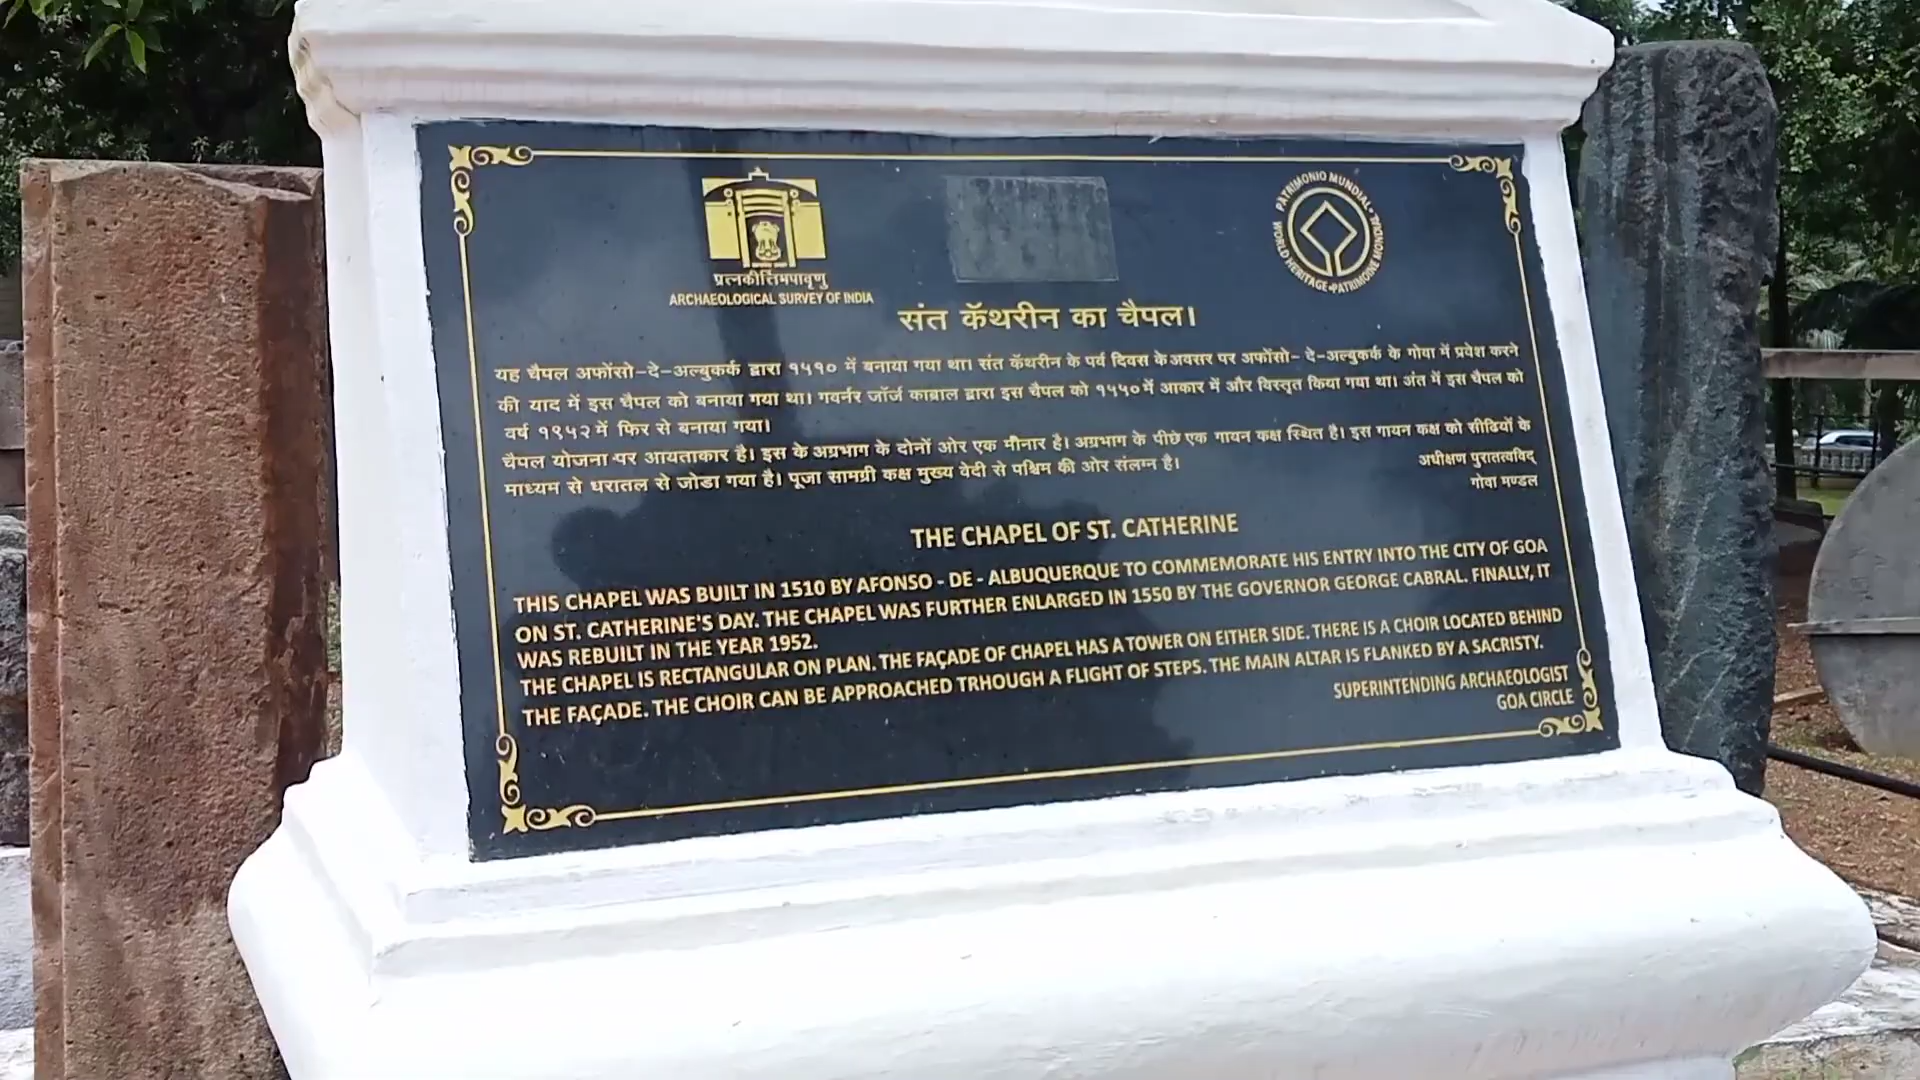 प्रत्नकीर्तिमपावृणु
ARCHAEOLOGICAL SURVEY OF INDIA
PATRIMONIO MUNDIAL • WORLD HERITAGE • PATRIMOINE MONDIAL
संत कॅथरीन का चैपल।
यह चैपल अफोंसो-दे-अल्बुकर्क द्वारा १५१० में बनाया गया था। संत कॅथरीन के पर्व दिवस के अवसर पर अफोंसो- दे-अल्बुकर्क के गोवा में प्रवेश करने
की याद में इस चैपल को बनाया गया था। गवर्नर जॉर्ज काब्राल द्वारा इस चैपल को १५५० में आकार में और विस्तृत किया गया था। अंत में इस चैपल को
वर्ष १९५२ में फिर से बनाया गया।
चैपल योजना पर आयताकार है। इस के अग्रभाग के दोनों ओर एक मीनार है। अग्रभाग के पीछे एक गायन कक्ष स्थित है। इस गायन कक्ष को सीढियों के
माध्यम से धरातल से जोडा गया है। पूजा सामग्री कक्ष मुख्य वेदी से पश्चिम की ओर संलग्न है।
अधीक्षण पुरातत्वविद्
गोवा मण्डल
THE CHAPEL OF ST. CATHERINE
THIS CHAPEL WAS BUILT IN 1510 BY AFONSO - DE - ALBUQUERQUE TO COMMEMORATE HIS ENTRY INTO THE CITY OF GOA
ON ST. CATHERINE'S DAY. THE CHAPEL WAS FURTHER ENLARGED IN 1550 BY THE GOVERNOR GEORGE CABRAL. FINALLY, IT
WAS REBUILT IN THE YEAR 1952.
THE CHAPEL IS RECTANGULAR ON PLAN. THE FAÇADE OF CHAPEL HAS A TOWER ON EITHER SIDE. THERE IS A CHOIR LOCATED BEHIND
THE FAÇADE. THE CHOIR CAN BE APPROACHED TRHOUGH A FLIGHT OF STEPS. THE MAIN ALTAR IS FLANKED BY A SACRISTY.
SUPERINTENDING ARCHAEOLOGIST
GOA CIRCLE